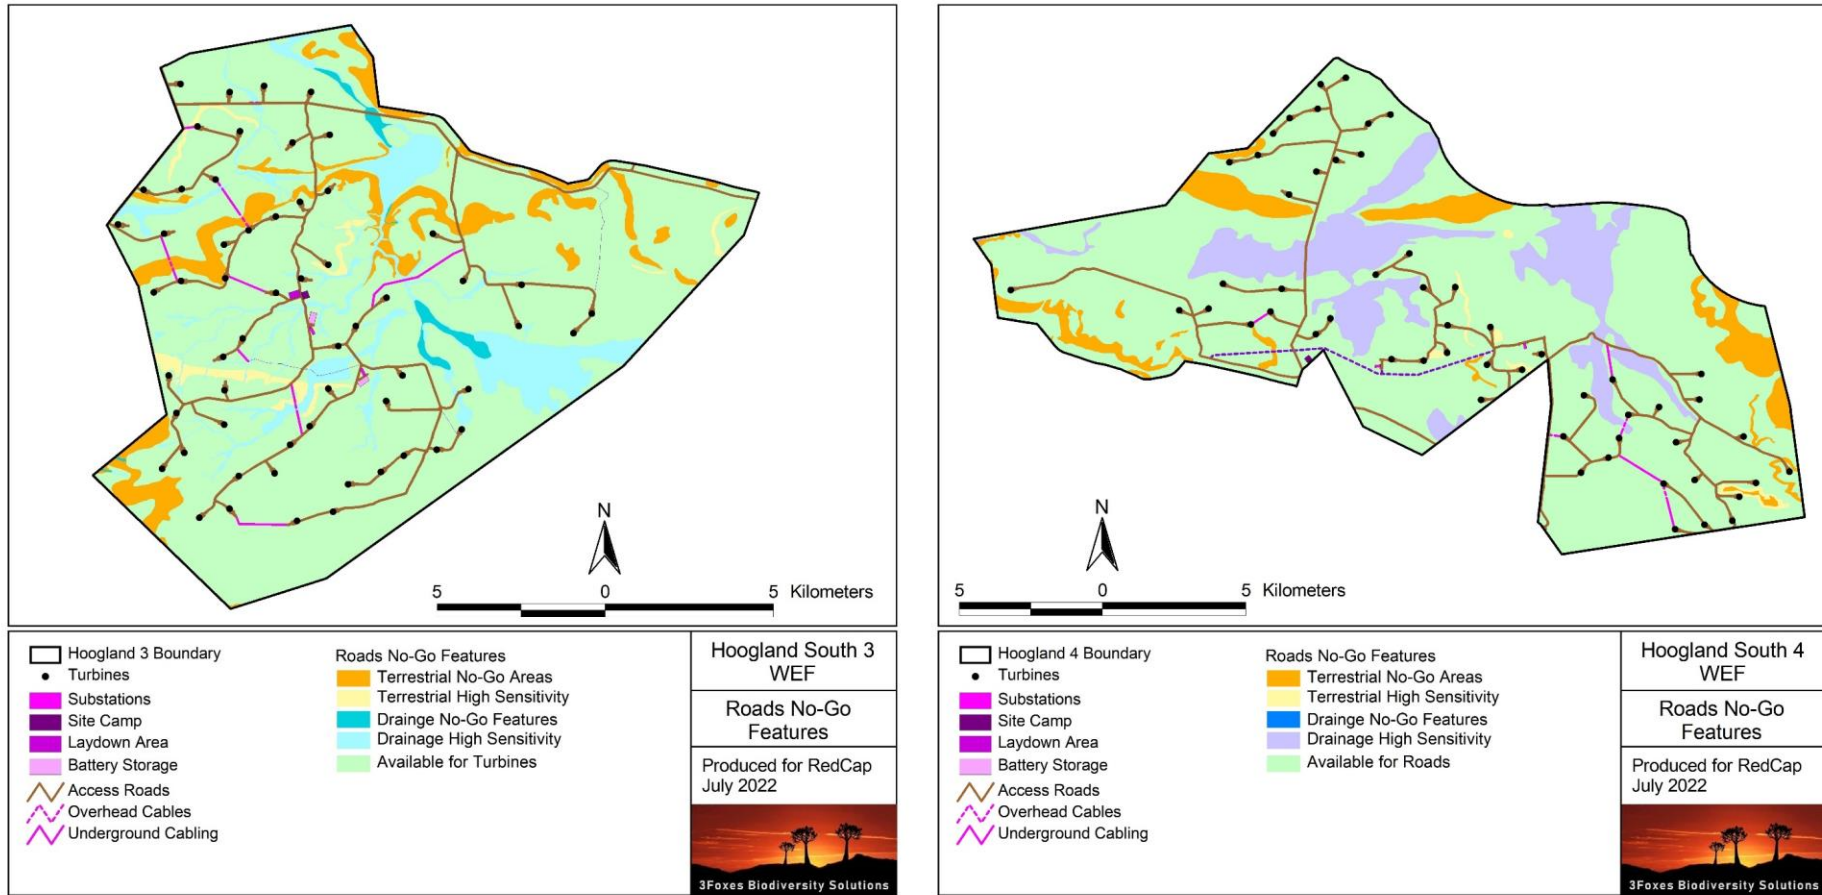 N
5 0 5 Kilometers
Hoogland 3 Boundary
Turbines
Substations
Site Camp
Laydown Area
Battery Storage
Access Roads
Overhead Cables
Underground Cabling
Roads No-Go Features
Terrestrial No-Go Areas
Terrestrial High Sensitivity
Drainge No-Go Features
Drainage High Sensitivity
Available for Turbines
Hoogland South 3
WEF
Roads No-Go
Features
Produced for RedCap
July 2022
3Foxes Biodiversity Solutions
N
5 0 5 Kilometers
Hoogland 4 Boundary
Turbines
Substations
Site Camp
Laydown Area
Battery Storage
Access Roads
Overhead Cables
Underground Cabling
Roads No-Go Features
Terrestrial No-Go Areas
Terrestrial High Sensitivity
Drainge No-Go Features
Drainage High Sensitivity
Available for Roads
Hoogland South 4
WEF
Roads No-Go
Features
Produced for RedCap
July 2022
3Foxes Biodiversity Solutions